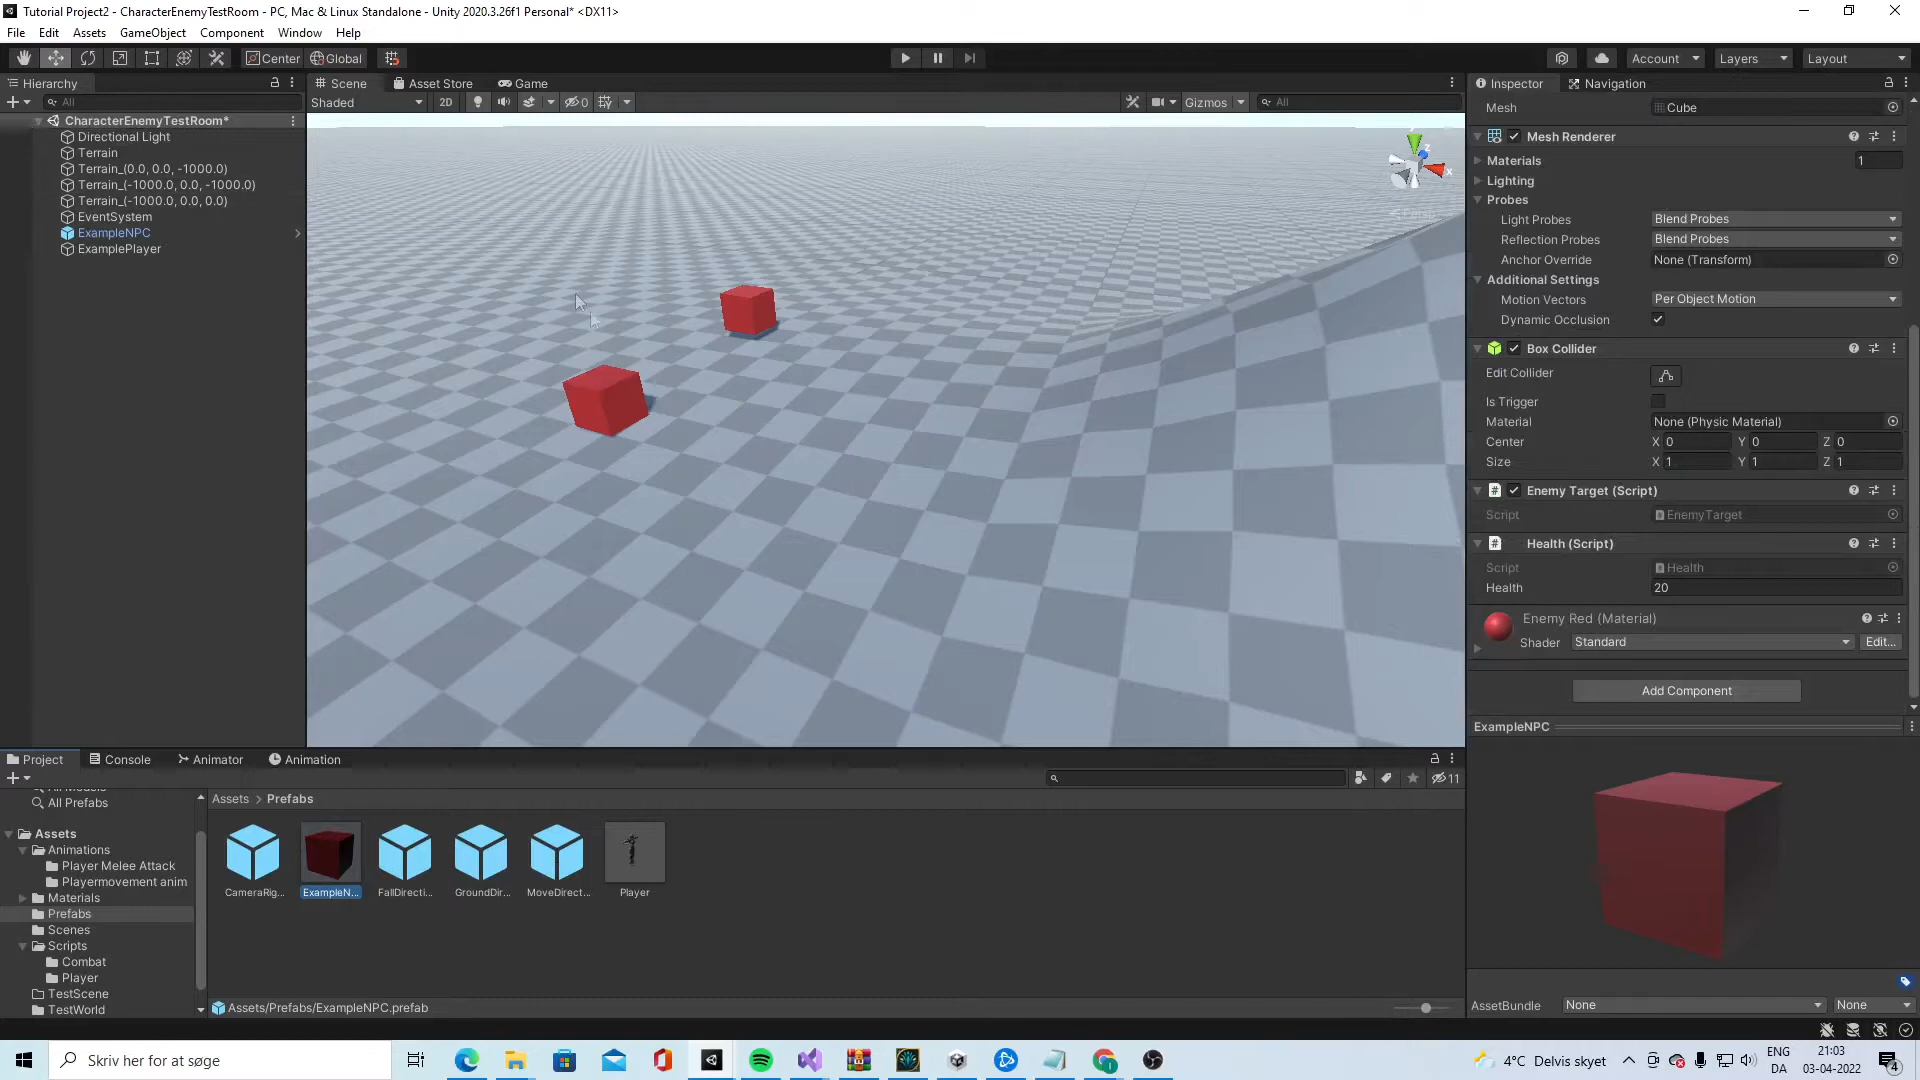 Tutorial Project2 - CharacterEnemyTestRoom - PC, Mac & Linux Standalone - Unity 2020.3.26f1 Personal* <DX11>
File Edit Assets GameObject Component Window Help
Center Global Account Layers Layout
Hierarchy Scene Asset Store Game Inspector Navigation
All Shaded 2D 0 Gizmos All
CharacterEnemyTestRoom*
Directional Light
Terrain
Terrain_(0.0, 0.0, -1000.0)
Terrain_(-1000.0, 0.0, -1000.0)
Terrain_(-1000.0, 0.0, 0.0)
EventSystem
ExampleNPC
ExamplePlayer
y
z
x
Persp
Mesh Cube
Mesh Renderer
Materials 1
Lighting
Probes
Light Probes Blend Probes
Reflection Probes Blend Probes
Anchor Override None (Transform)
Additional Settings
Motion Vectors Per Object Motion
Dynamic Occlusion
Box Collider
Edit Collider
Is Trigger
Material None (Physic Material)
Center X 0 Y 0 Z 0
Size X 1 Y 1 Z 1
# Enemy Target (Script)
Script EnemyTarget
# Health (Script)
Script Health
Health 20
Enemy Red (Material)
Shader Standard Edit...
Add Component
ExampleNPC
AssetBundle None None
Project Console Animator Animation
11
All Models
All Prefabs
Assets
Animations
Player Melee Attack
Playermovement anim
Materials
Prefabs
Scenes
Scripts
Combat
Player
TestScene
TestWorld
Assets > Prefabs
CameraRig... ExampleN... FallDirecti... GroundDir... MoveDirect... Player
Assets/Prefabs/ExampleNPC.prefab
Skriv her for at søge
4°C Delvis skyet
ENG
DA
21:03
03-04-2022
4